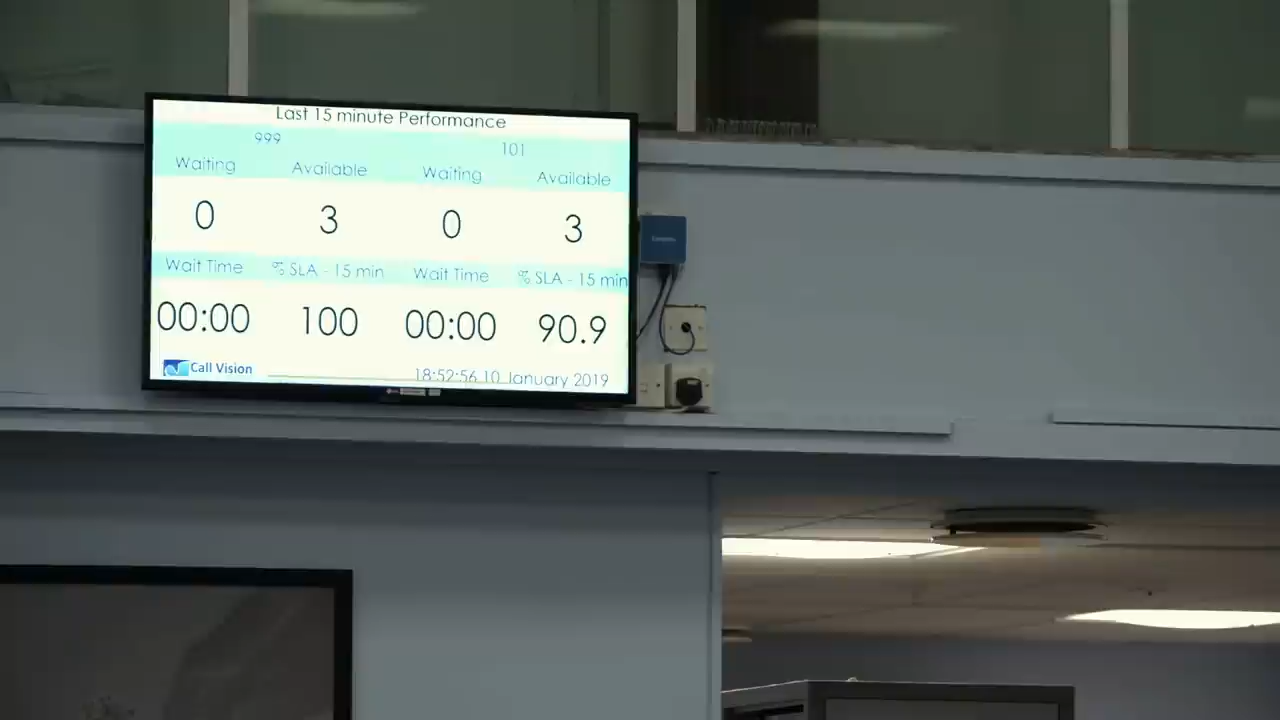 Last 15 minute Performance
999 101
Waiting Available Waiting Available
0 3 0 3
Wait Time % SLA - 15 min Wait Time % SLA - 15 min
00:00 100 00:00 90.9
Call Vision 18:52:56 10 January 2019